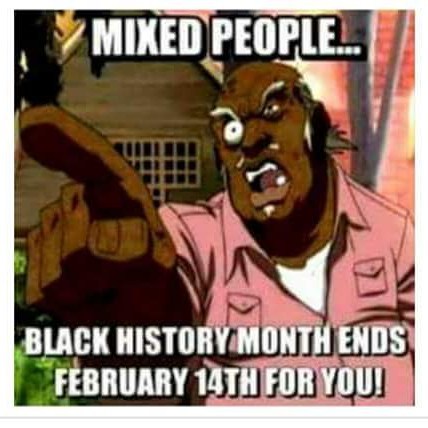 MIXED PEOPLE...
BLACK HISTORY MONTH ENDS
FEBRUARY 14TH FOR YOU!